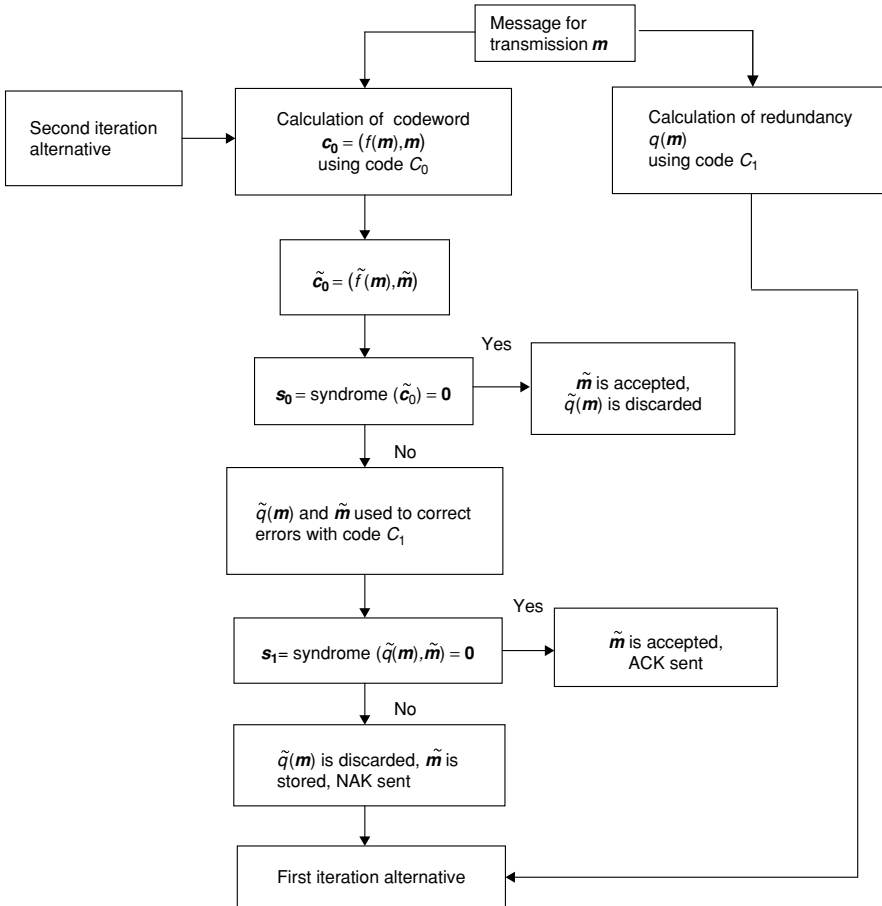 Message for
transmission m
Second iteration
alternative
Calculation of codeword
c₀ = (f(m),m)
using code C₀
Calculation of redundancy
q(m)
using code C₁
c̃₀ = (f̃(m),m̃)
Yes
s₀ = syndrome (c̃₀) = 0
m̃ is accepted,
q̃(m) is discarded
No
q̃(m) and m̃ used to correct
errors with code C₁
Yes
s₁= syndrome (q̃(m),m̃) = 0
m̃ is accepted,
ACK sent
No
q̃(m) is discarded, m̃ is
stored, NAK sent
First iteration alternative